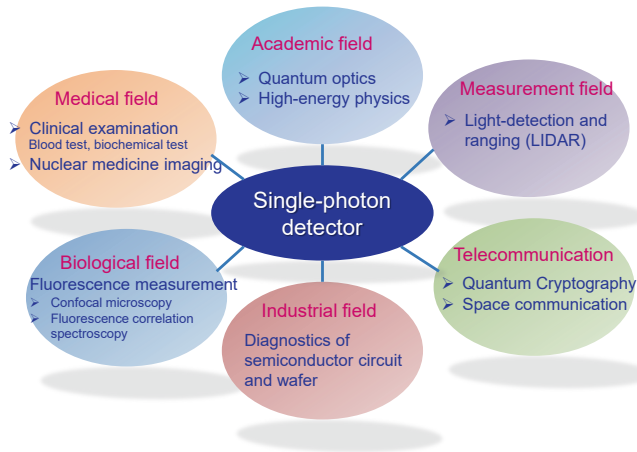 Academic field
➢ Quantum optics
➢ High-energy physics
Medical field
➢ Clinical examination
Blood test, biochemical test
➢ Nuclear medicine imaging
Measurement field
➢ Light-detection and
ranging (LIDAR)
Single-photon
detector
Biological field
Fluorescence measurement
➢ Confocal microscopy
➢ Fluorescence correlation
spectroscopy
Telecommunication
➢ Quantum Cryptography
➢ Space communication
Industrial field
Diagnostics of
semiconductor circuit
and wafer